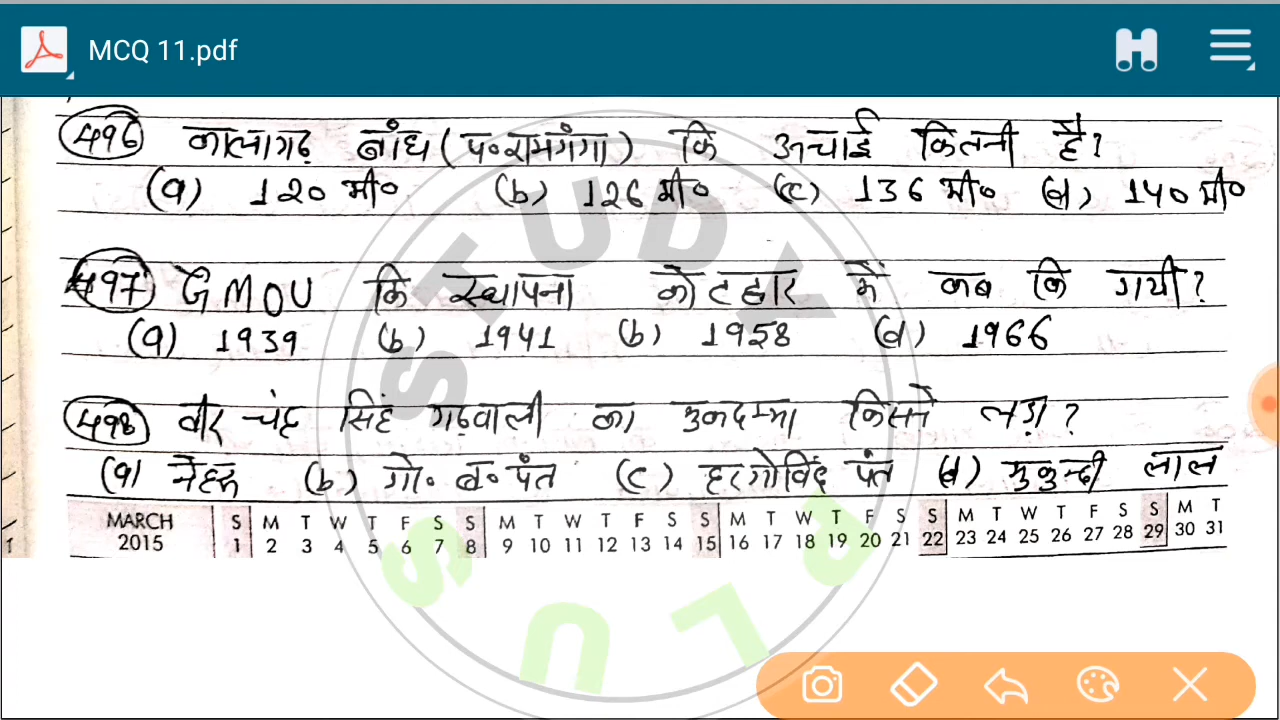 MCQ 11.pdf
496 कालागढ़ बांध (प०रामगंगा) कि ऊचाई कितनी है?
(a) 120 मी० (b) 126 मी० (c) 136 मी० (d) 140 मी०
497 GMOU कि स्थापना कोटद्वार में कब कि गयी?
(a) 1939 (b) 1941 (b) 1958 (d) 1966
498 वीर चंद्र सिंह गढ़वाली का मुकदम्मा किसने लड़ा?
(a) नेहरू (b) गो. ब. पंत (c) हरगोविंद पंत (d) मुकुन्दी लाल
MARCH S M T W T F S S M T W T F S S M T W T F S S M T W T F S S M T
2015 1 2 3 4 5 6 7 8 9 10 11 12 13 14 15 16 17 18 19 20 21 22 23 24 25 26 27 28 29 30 31
STUDY
PLUS